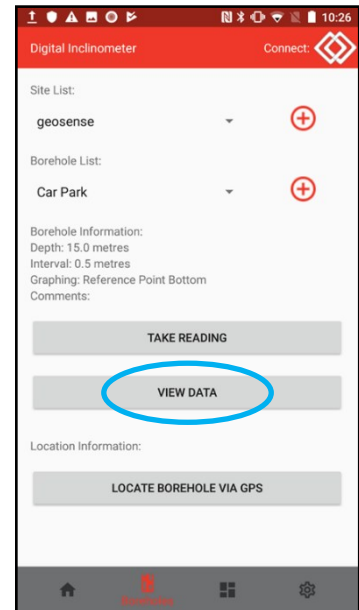 10:26
Digital Inclinometer Connect:
Site List:
geosense
Borehole List:
Car Park
Borehole Information:
Depth: 15.0 metres
Interval: 0.5 metres
Graphing: Reference Point Bottom
Comments:
TAKE READING
VIEW DATA
Location Information:
LOCATE BOREHOLE VIA GPS
Boreholes